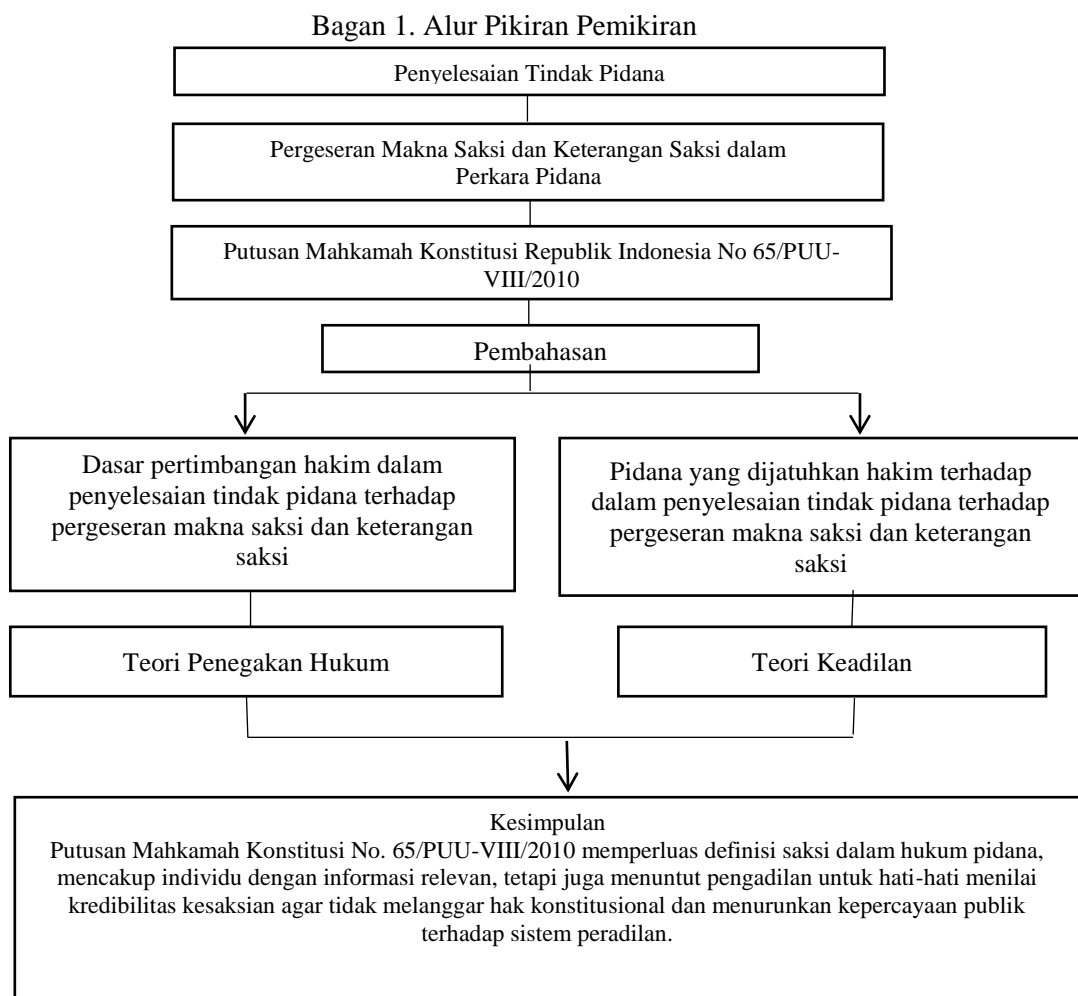 Bagan 1. Alur Pikiran Pemikiran
Penyelesaian Tindak Pidana
Pergeseran Makna Saksi dan Keterangan Saksi dalam
Perkara Pidana
Putusan Mahkamah Konstitusi Republik Indonesia No 65/PUU-
VIII/2010
Pembahasan
Dasar pertimbangan hakim dalam
penyelesaian tindak pidana terhadap
pergeseran makna saksi dan keterangan
saksi
Pidana yang dijatuhkan hakim terhadap
dalam penyelesaian tindak pidana terhadap
pergeseran makna saksi dan keterangan
saksi
Teori Penegakan Hukum
Teori Keadilan
Kesimpulan
Putusan Mahkamah Konstitusi No. 65/PUU-VIII/2010 memperluas definisi saksi dalam hukum pidana,
mencakup individu dengan informasi relevan, tetapi juga menuntut pengadilan untuk hati-hati menilai
kredibilitas kesaksian agar tidak melanggar hak konstitusional dan menurunkan kepercayaan publik
terhadap sistem peradilan.